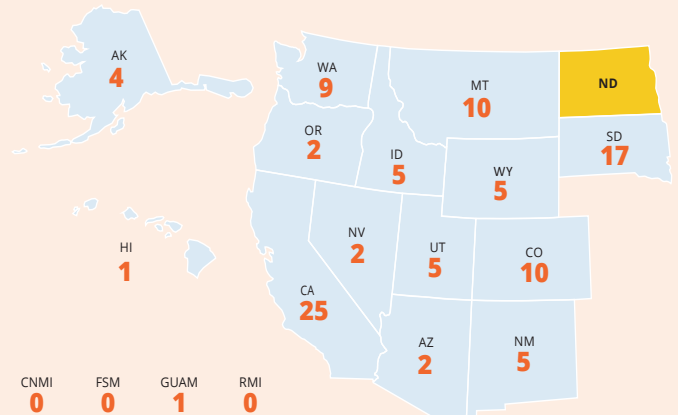 AK
4
WA
9
MT
10
ND
OR
2
ID
5
SD
17
WY
5
HI
1
NV
2
UT
5
CO
10
CA
25
AZ
2
NM
5
CNMI
0
FSM
0
GUAM
1
RMI
0